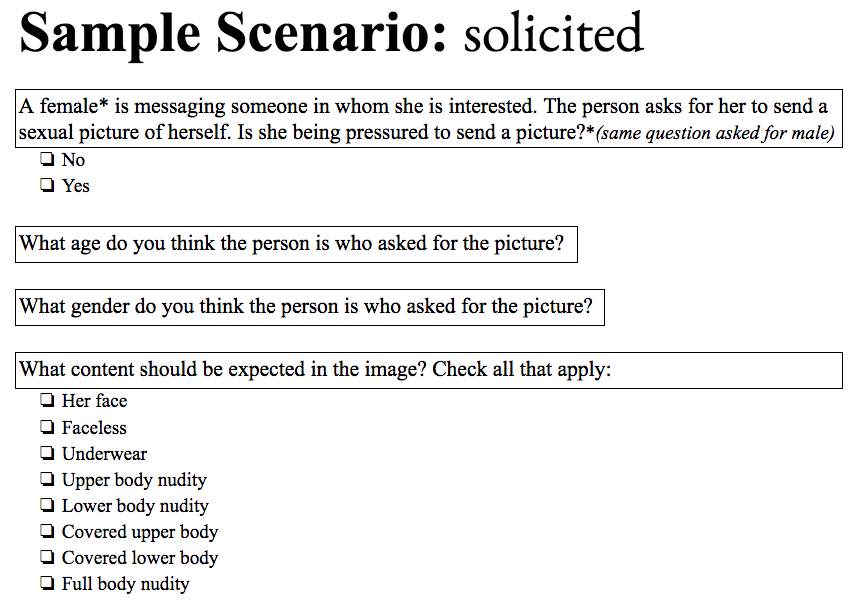 Sample Scenario: solicited
A female* is messaging someone in whom she is interested. The person asks for her to send a
sexual picture of herself. Is she being pressured to send a picture?*(same question asked for male)
❏ No
❏ Yes
What age do you think the person is who asked for the picture?
What gender do you think the person is who asked for the picture?
What content should be expected in the image? Check all that apply:
❏ Her face
❏ Faceless
❏ Underwear
❏ Upper body nudity
❏ Lower body nudity
❏ Covered upper body
❏ Covered lower body
❏ Full body nudity